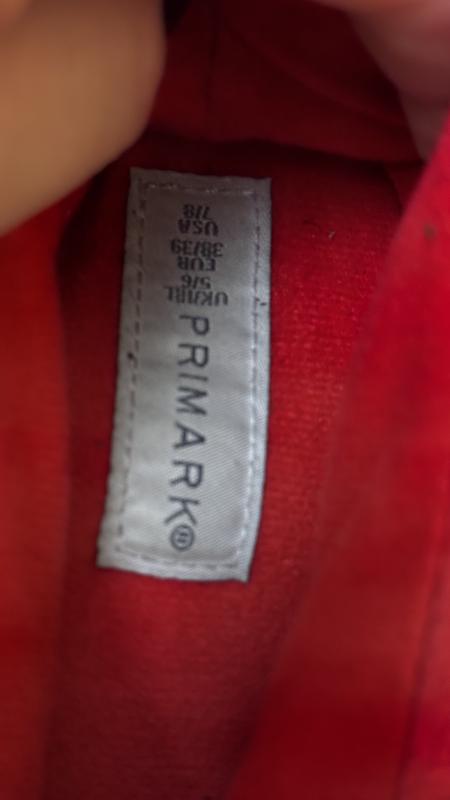 PRIMARK®
UK/IRL
5/6
EUR
38/39
USA
7/8